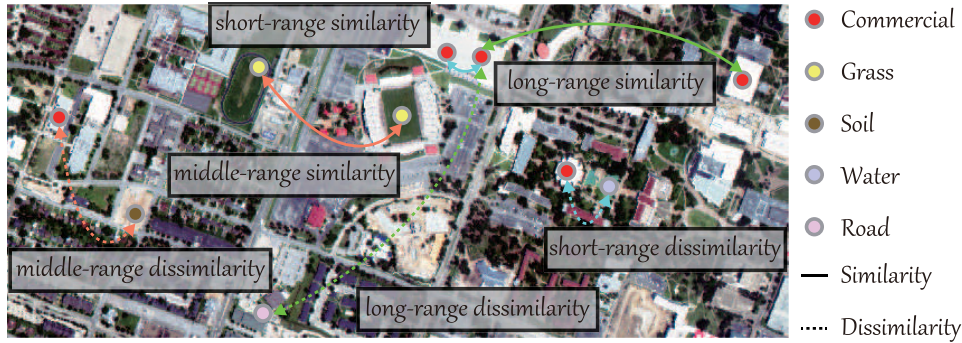 short-range similarity
long-range similarity
middle-range similarity
middle-range dissimilarity
short-range dissimilarity
long-range dissimilarity
Commercial
Grass
Soil
Water
Road
Similarity
Dissimilarity